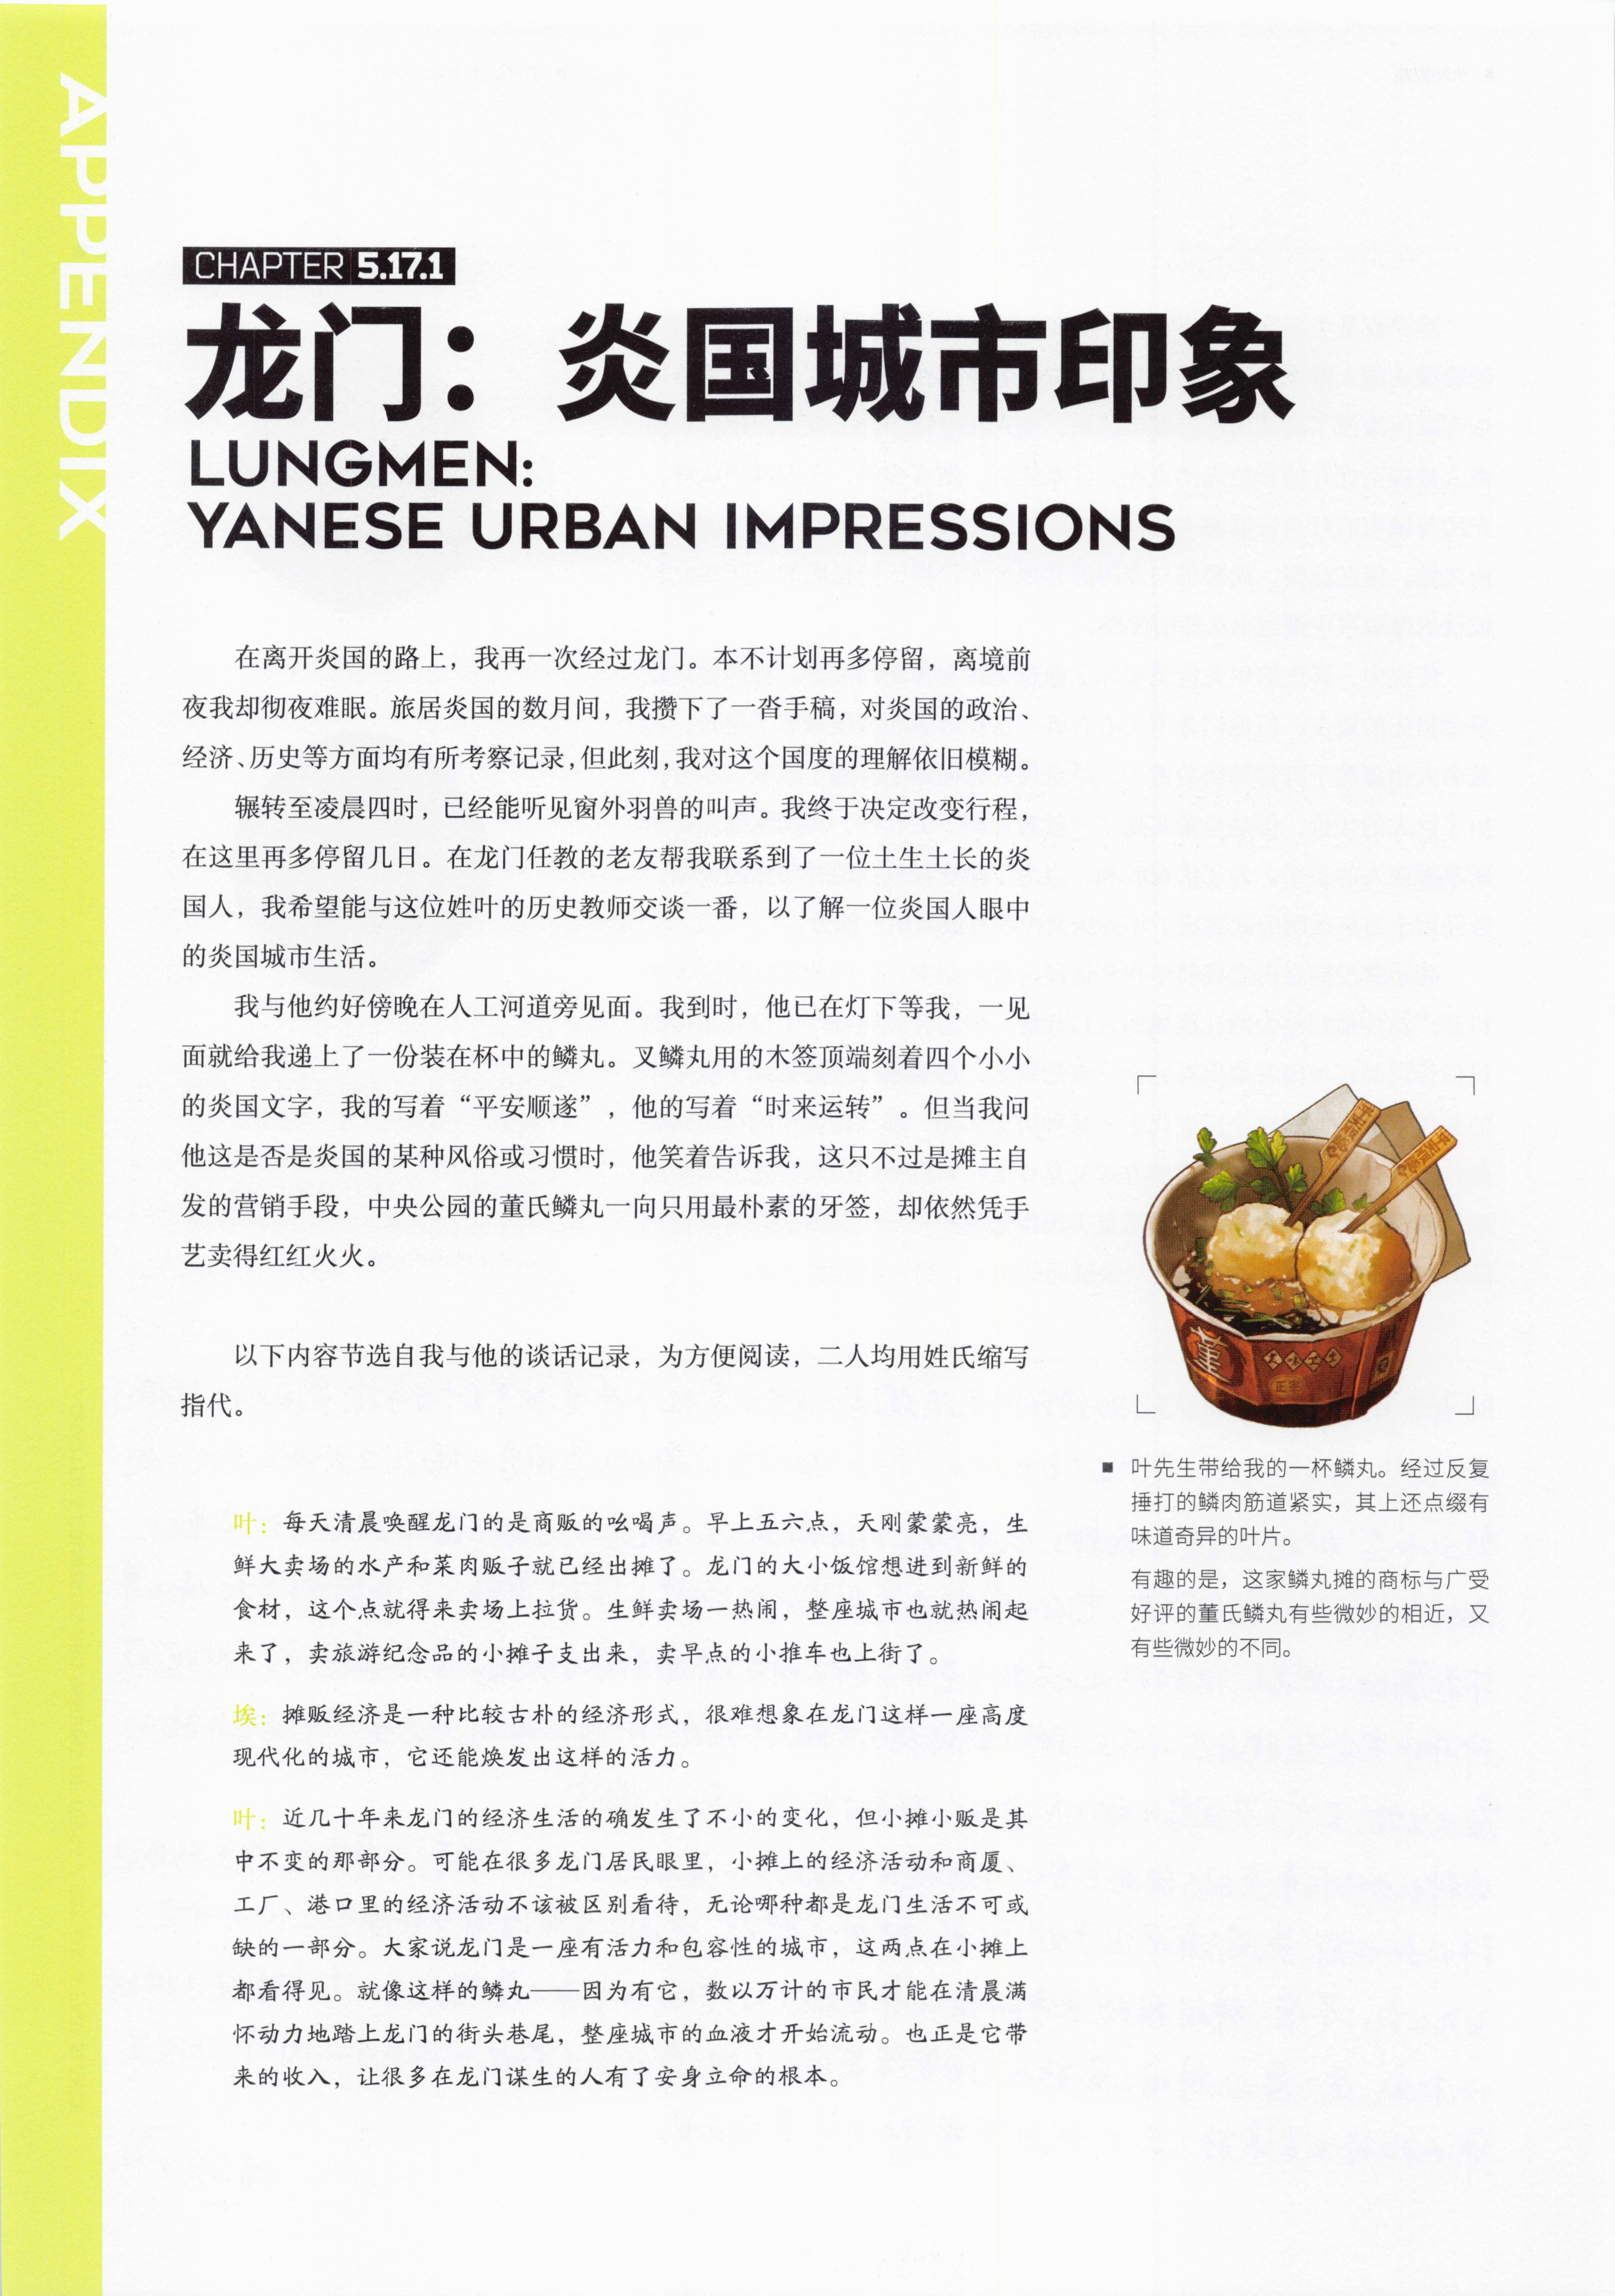 APPENDIX
CHAPTER 5.17.1
龙门：炎国城市印象
LUNGMEN:
YANESE URBAN IMPRESSIONS
在离开炎国的路上，我再一次经过龙门。本不计划再多停留，离境前
夜我却彻夜难眠。旅居炎国的数月间，我攒下了一沓手稿，对炎国的政治、
经济、历史等方面均有所考察记录，但此刻，我对这个国度的理解依旧模糊。
辗转至凌晨四时，已经能听见窗外羽兽的叫声。我终于决定改变行程，
在这里再多停留几日。在龙门任教的老友帮我联系到了一位土生土长的炎
国人，我希望能与这位姓叶的历史教师交谈一番，以了解一位炎国人眼中
的炎国城市生活。
我与他约好傍晚在人工河道旁见面。我到时，他已在灯下等我，一见
面就给我递上了一份装在杯中的鳞丸。叉鳞丸用的木签顶端刻着四个小小
的炎国文字，我的写着“平安顺遂”，他的写着“时来运转”。但当我问
他这是否是炎国的某种风俗或习惯时，他笑着告诉我，这只不过是摊主自
发的营销手段，中央公园的董氏鳞丸一向只用最朴素的牙签，却依然凭手
艺卖得红红火火。
以下内容节选自我与他的谈话记录，为方便阅读，二人均用姓氏缩写
指代。
叶：每天清晨唤醒龙门的是商贩的吆喝声。早上五六点，天刚蒙蒙亮，生
鲜大卖场的水产和菜肉贩子就已经出摊了。龙门的大小饭馆想进到新鲜的
食材，这个点就得来卖场上拉货。生鲜卖场一热闹，整座城市也就热闹起
来了，卖旅游纪念品的小摊子支出来，卖早点的小推车也上街了。
埃：摊贩经济是一种比较古朴的经济形式，很难想象在龙门这样一座高度
现代化的城市，它还能焕发出这样的活力。
叶：近几十年来龙门的经济生活的确发生了不小的变化，但小摊小贩是其
中不变的那部分。可能在很多龙门居民眼里，小摊上的经济活动和商厦、
工厂、港口里的经济活动不该被区别看待，无论哪种都是龙门生活不可或
缺的一部分。大家说龙门是一座有活力和包容性的城市，这两点在小摊上
都看得见。就像这样的鳞丸——因为有它，数以万计的市民才能在清晨满
怀动力地踏上龙门的街头巷尾，整座城市的血液才开始流动。也正是它带
来的收入，让很多在龙门谋生的人有了安身立命的根本。
正宗
■ 叶先生带给我的一杯鳞丸。经过反复
捶打的鳞肉筋道紧实，其上还点缀有
味道奇异的叶片。
有趣的是，这家鳞丸摊的商标与广受
好评的董氏鳞丸有些微妙的相近，又
有些微妙的不同。